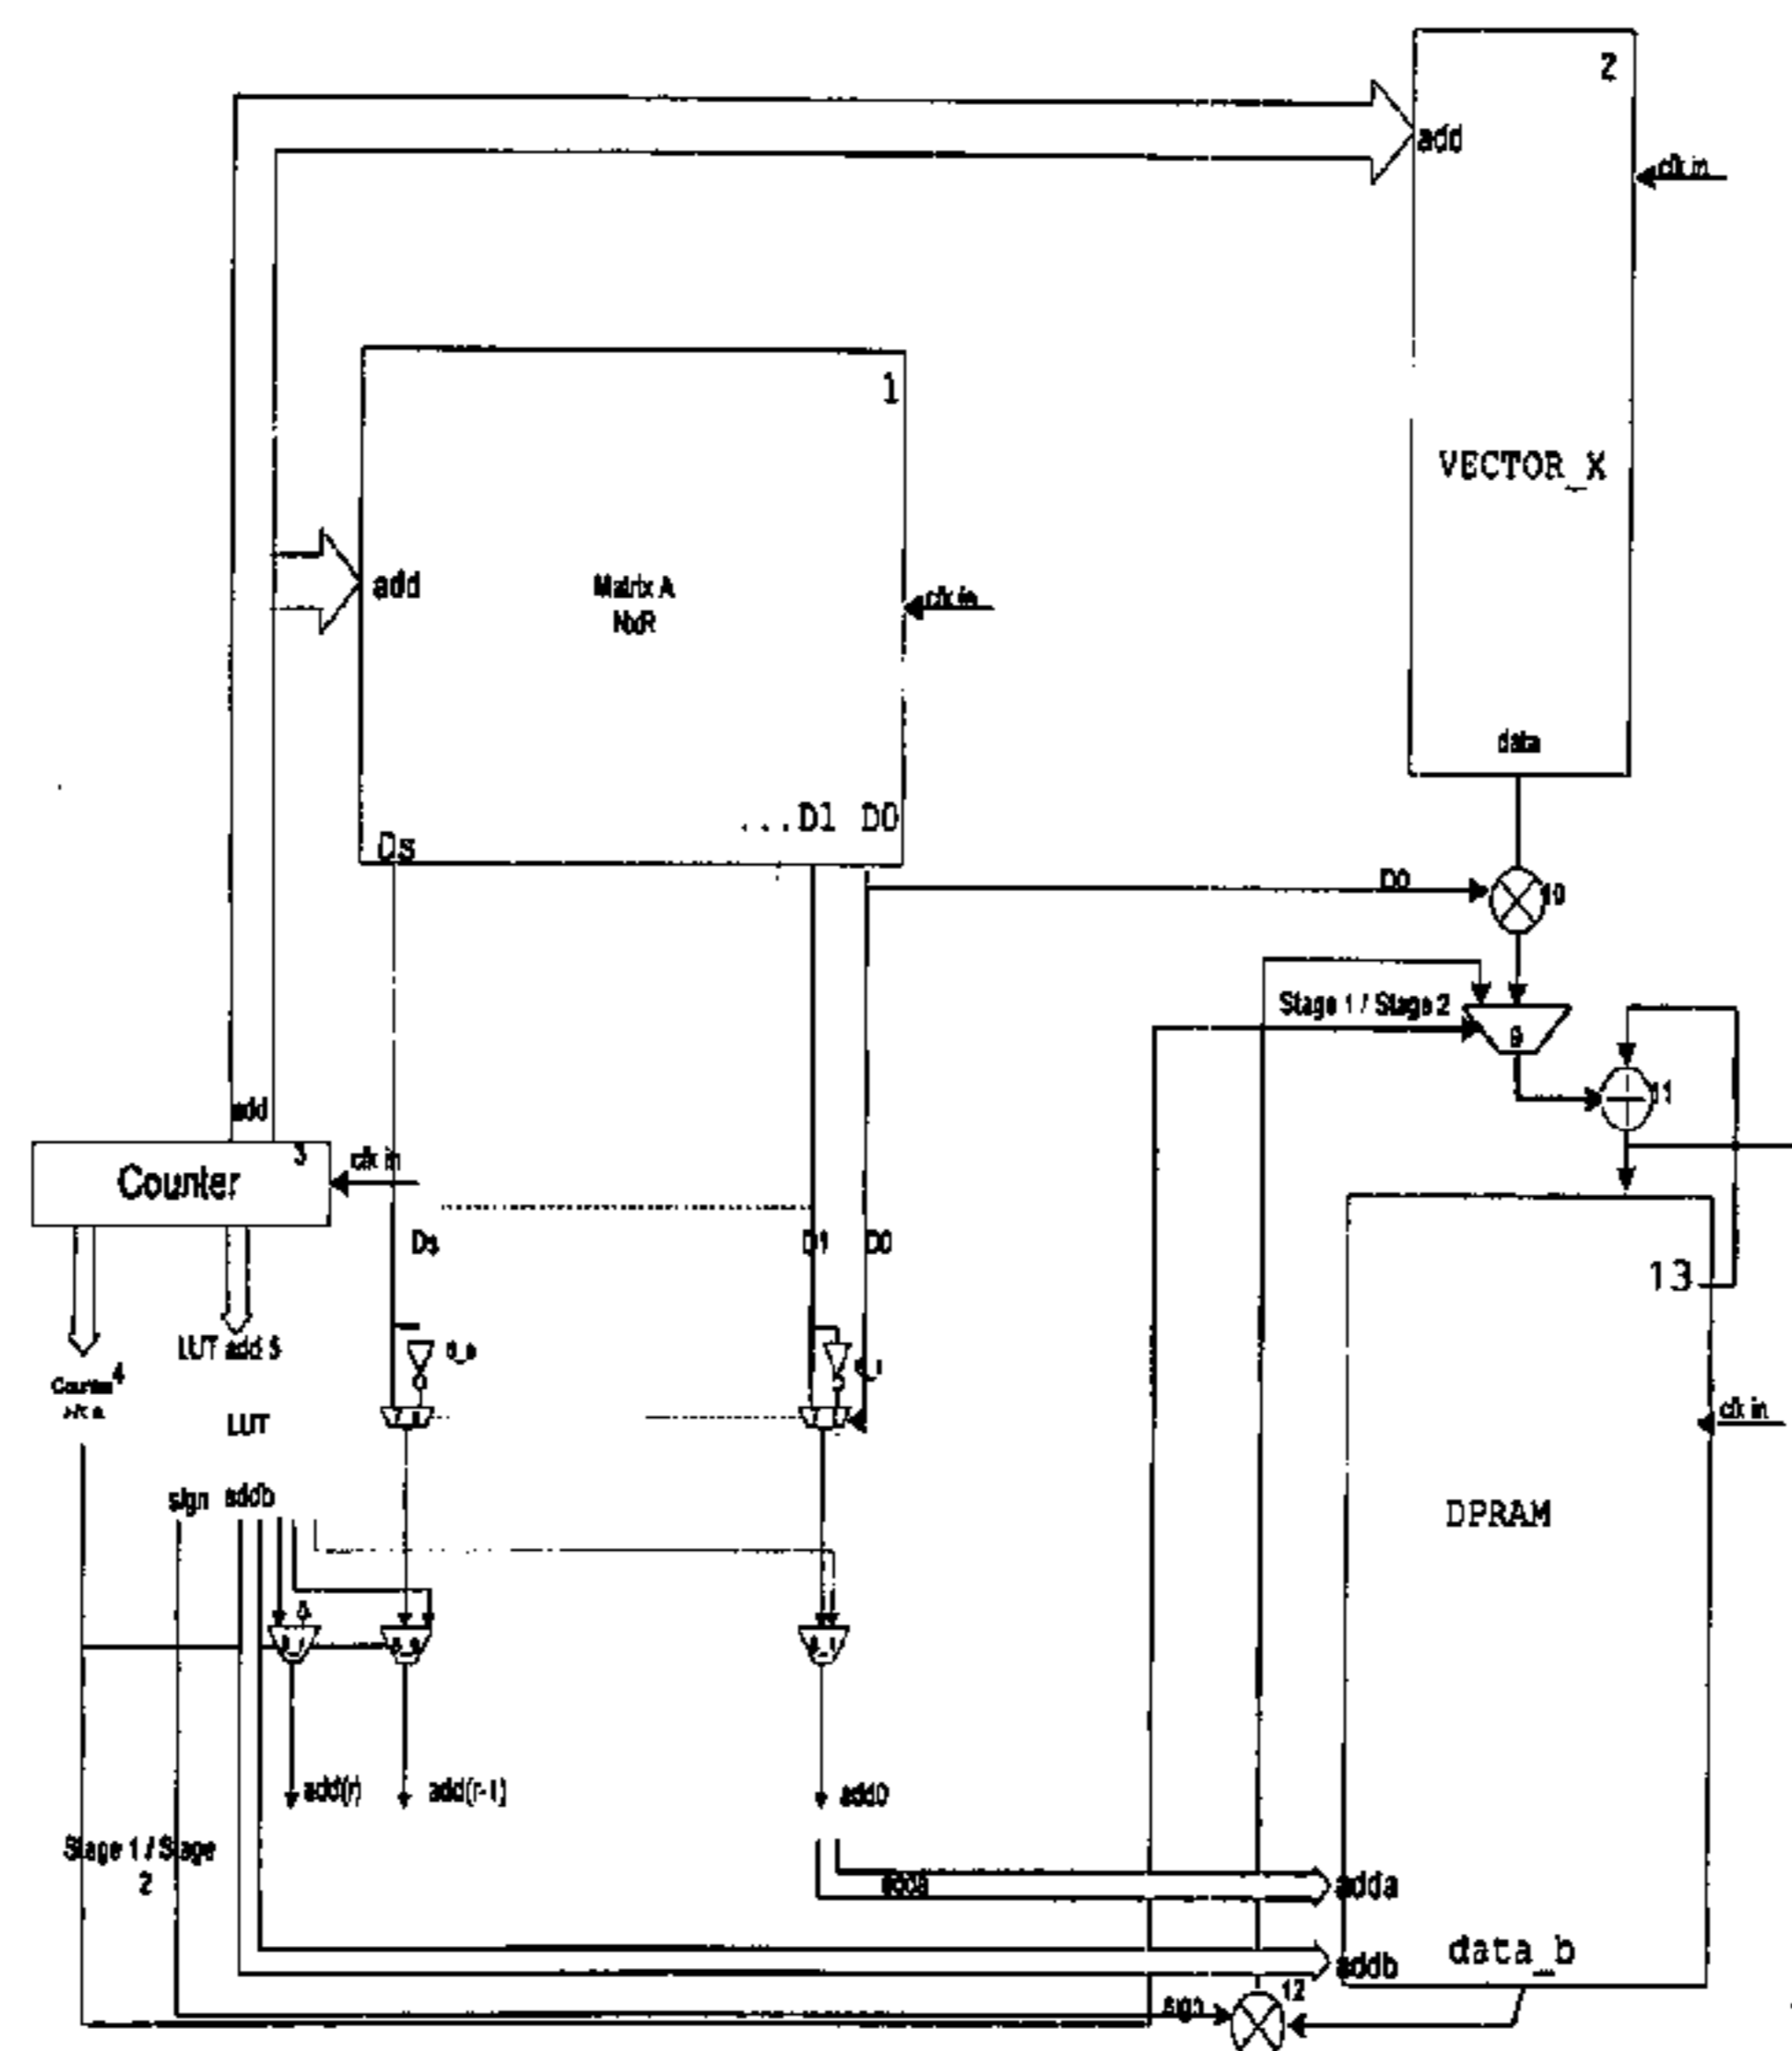 2
add
clk in
1
add
Matrix A
NxR
clk in
VECTOR_X
data
...D1 D0
Ds
D0
10
Stage 1 / Stage 2
9
11
add
3
clk in
Counter
Ds
D1
D0
13
LUT add 5
4
Counter
clk in
LUT
DPRAM
sign
addb
add(r)
add(r-1)
add0
Stage 1 / Stage
2
adda
adda
data_b
addb
12
sign